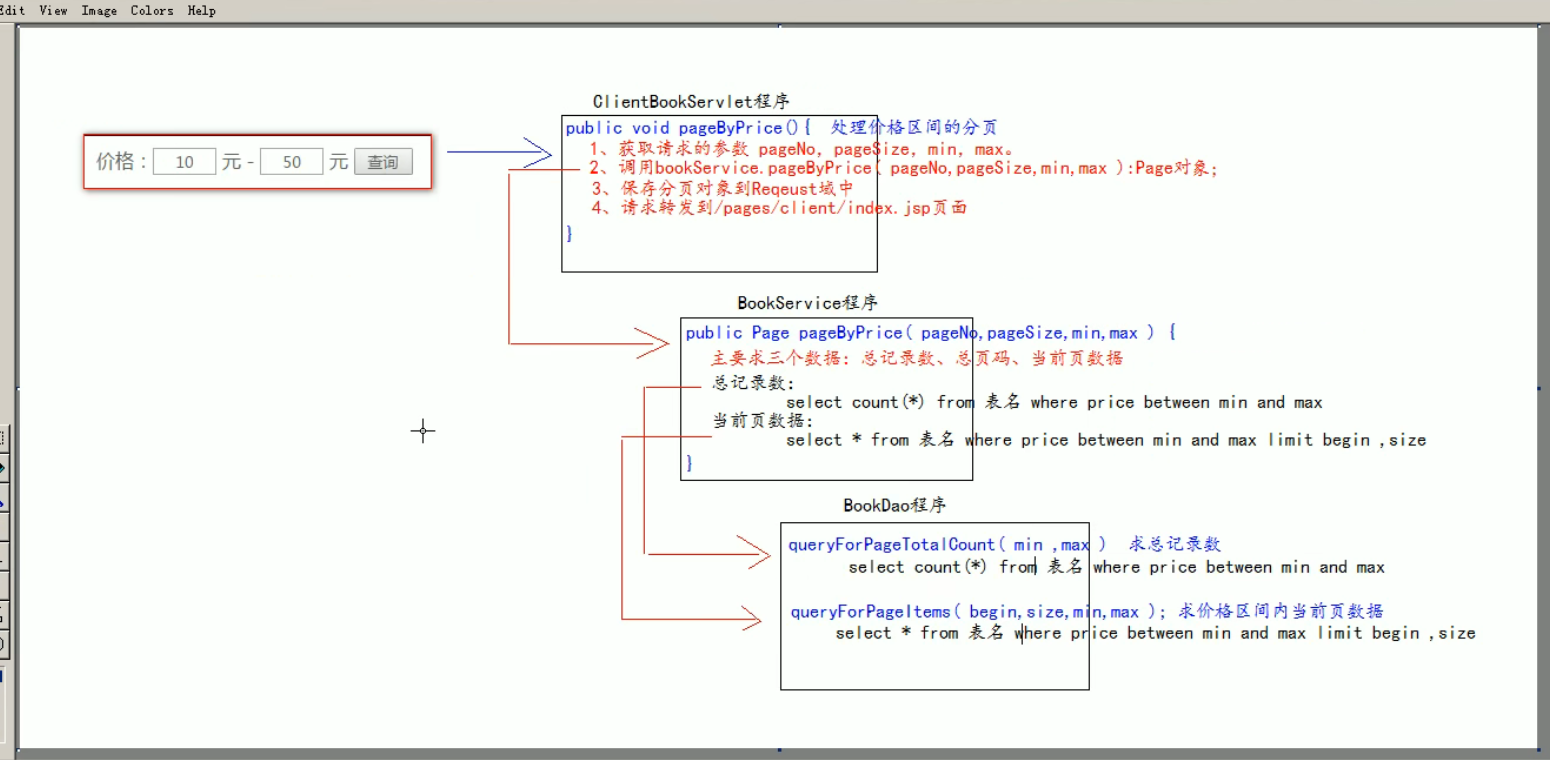 Edit View Image Colors Help
ClientBookServlet程序
价格： 10 元 - 50 元 查询
public void pageByPrice(){ 处理价格区间的分页
1、获取请求的参数 pageNo, pageSize, min, max。
2、调用bookService.pageByPrice( pageNo,pageSize,min,max ):Page对象;
3、保存分页对象到Reqeust域中
4、请求转发到/pages/client/index.jsp页面
}
BookService程序
public Page pageByPrice( pageNo,pageSize,min,max ) {
主要求三个数据：总记录数、总页码、当前页数据
总记录数：
select count(*) from 表名 where price between min and max
当前页数据：
select * from 表名 where price between min and max limit begin ,size
}
BookDao程序
queryForPageTotalCount( min ,max ) 求总记录数
select count(*) from 表名 where price between min and max
queryForPageItems( begin,size,min,max ); 求价格区间内当前页数据
select * from 表名 where price between min and max limit begin ,size